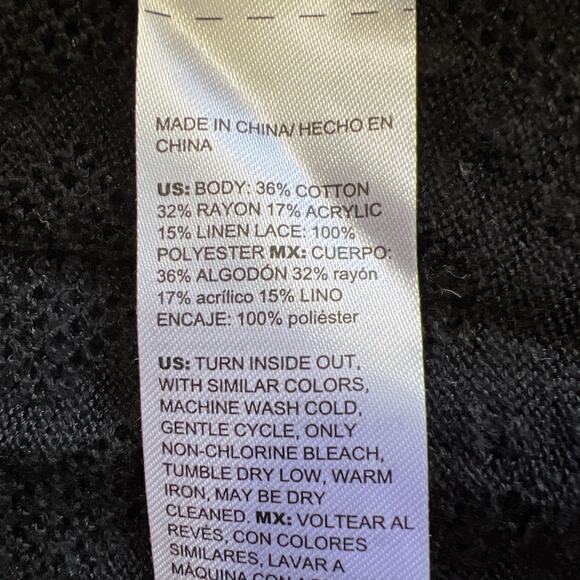 MADE IN CHINA/ HECHO EN
CHINA
US: BODY: 36% COTTON
32% RAYON 17% ACRYLIC
15% LINEN LACE: 100%
POLYESTER MX: CUERPO:
36% ALGODÓN 32% rayón
17% acrílico 15% LINO
ENCAJE: 100% poliéster
US: TURN INSIDE OUT,
WITH SIMILAR COLORS,
MACHINE WASH COLD,
GENTLE CYCLE, ONLY
NON-CHLORINE BLEACH,
TUMBLE DRY LOW, WARM
IRON, MAY BE DRY
CLEANED. MX: VOLTEAR AL
REVÉS, CON COLORES
SIMILARES, LAVAR A
MÁQUINA CON